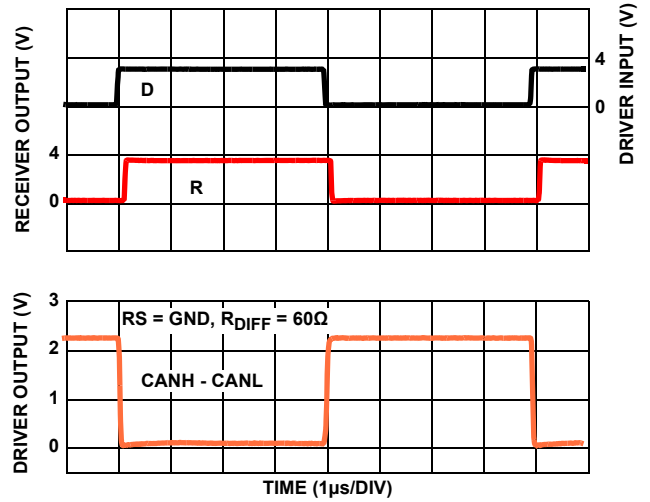 RECEIVER OUTPUT (V)
DRIVER INPUT (V)
4
0
D
4
0
R
DRIVER OUTPUT (V)
3
2
1
0
RS = GND, RDIFF = 60Ω
CANH - CANL
TIME (1µs/DIV)